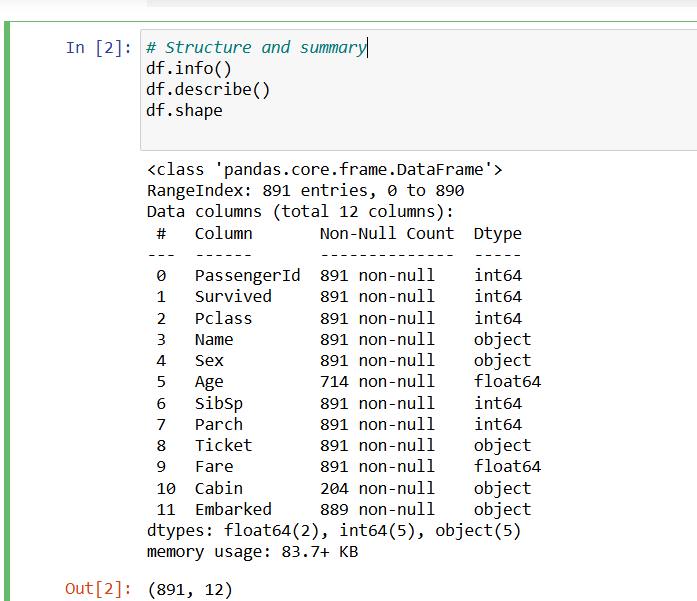 In [2]: # Structure and summary
df.info()
df.describe()
df.shape
<class 'pandas.core.frame.DataFrame'>
RangeIndex: 891 entries, 0 to 890
Data columns (total 12 columns):
 #   Column       Non-Null Count  Dtype
---  ------       --------------  -----
 0   PassengerId  891 non-null    int64
 1   Survived     891 non-null    int64
 2   Pclass       891 non-null    int64
 3   Name         891 non-null    object
 4   Sex          891 non-null    object
 5   Age          714 non-null    float64
 6   SibSp        891 non-null    int64
 7   Parch        891 non-null    int64
 8   Ticket       891 non-null    object
 9   Fare         891 non-null    float64
 10  Cabin        204 non-null    object
 11  Embarked     889 non-null    object
dtypes: float64(2), int64(5), object(5)
memory usage: 83.7+ KB
Out[2]: (891, 12)